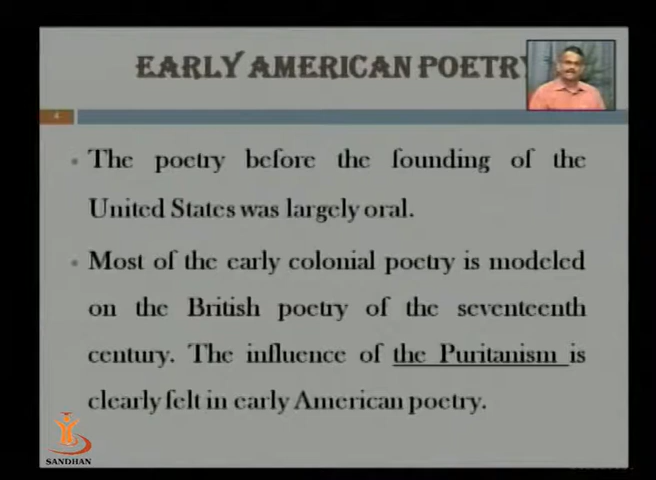 EARLY AMERICAN POETRY
4
The poetry before the founding of the
United States was largely oral.
Most of the early colonial poetry is modeled
on the British poetry of the seventeenth
century. The influence of the Puritanism is
clearly felt in early American poetry.
SANDHAN